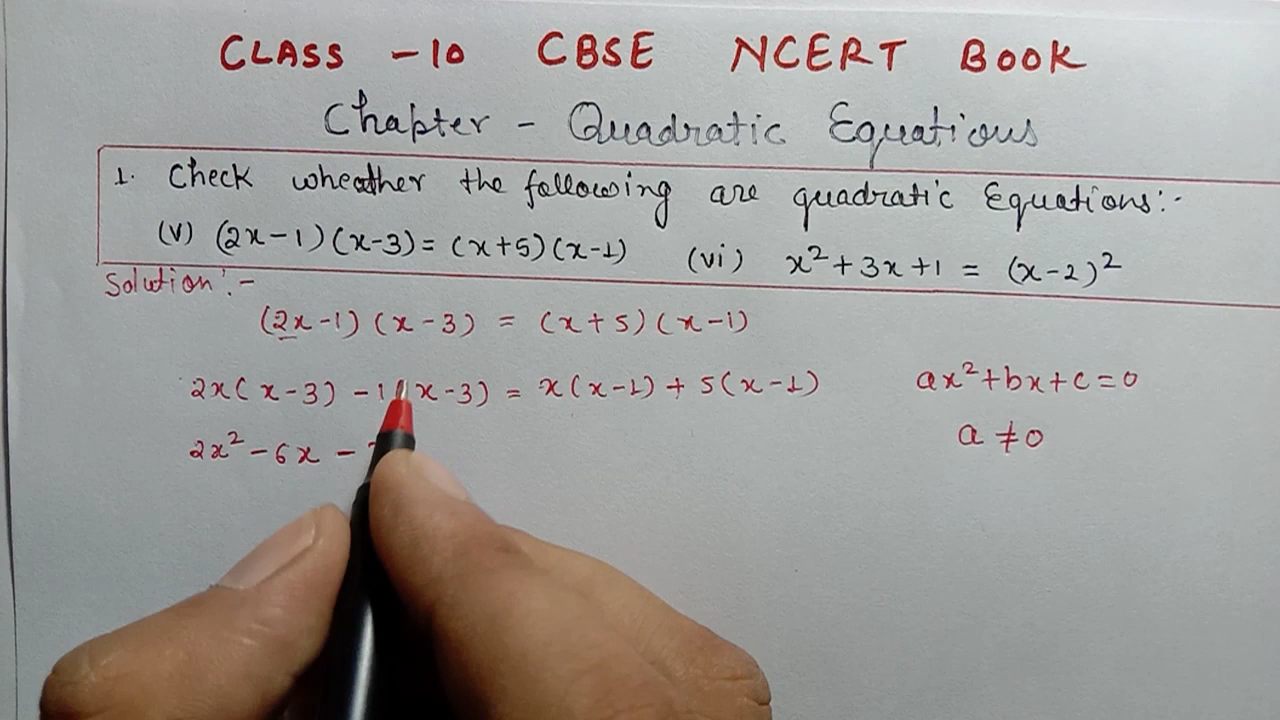 CLASS -10 CBSE NCERT BOOK
Chapter - Quadratic Equations
1. Check wheather the following are quadratic Equations:-
(v) (2x-1)(x-3)=(x+5)(x-1) (vi) x²+3x+1 = (x-2)²
Solution:-
(2x-1)(x-3) = (x+5)(x-1)
2x(x-3)-1(x-3) = x(x-1)+5(x-1) ax²+bx+c=0
2x²-6x- a≠0